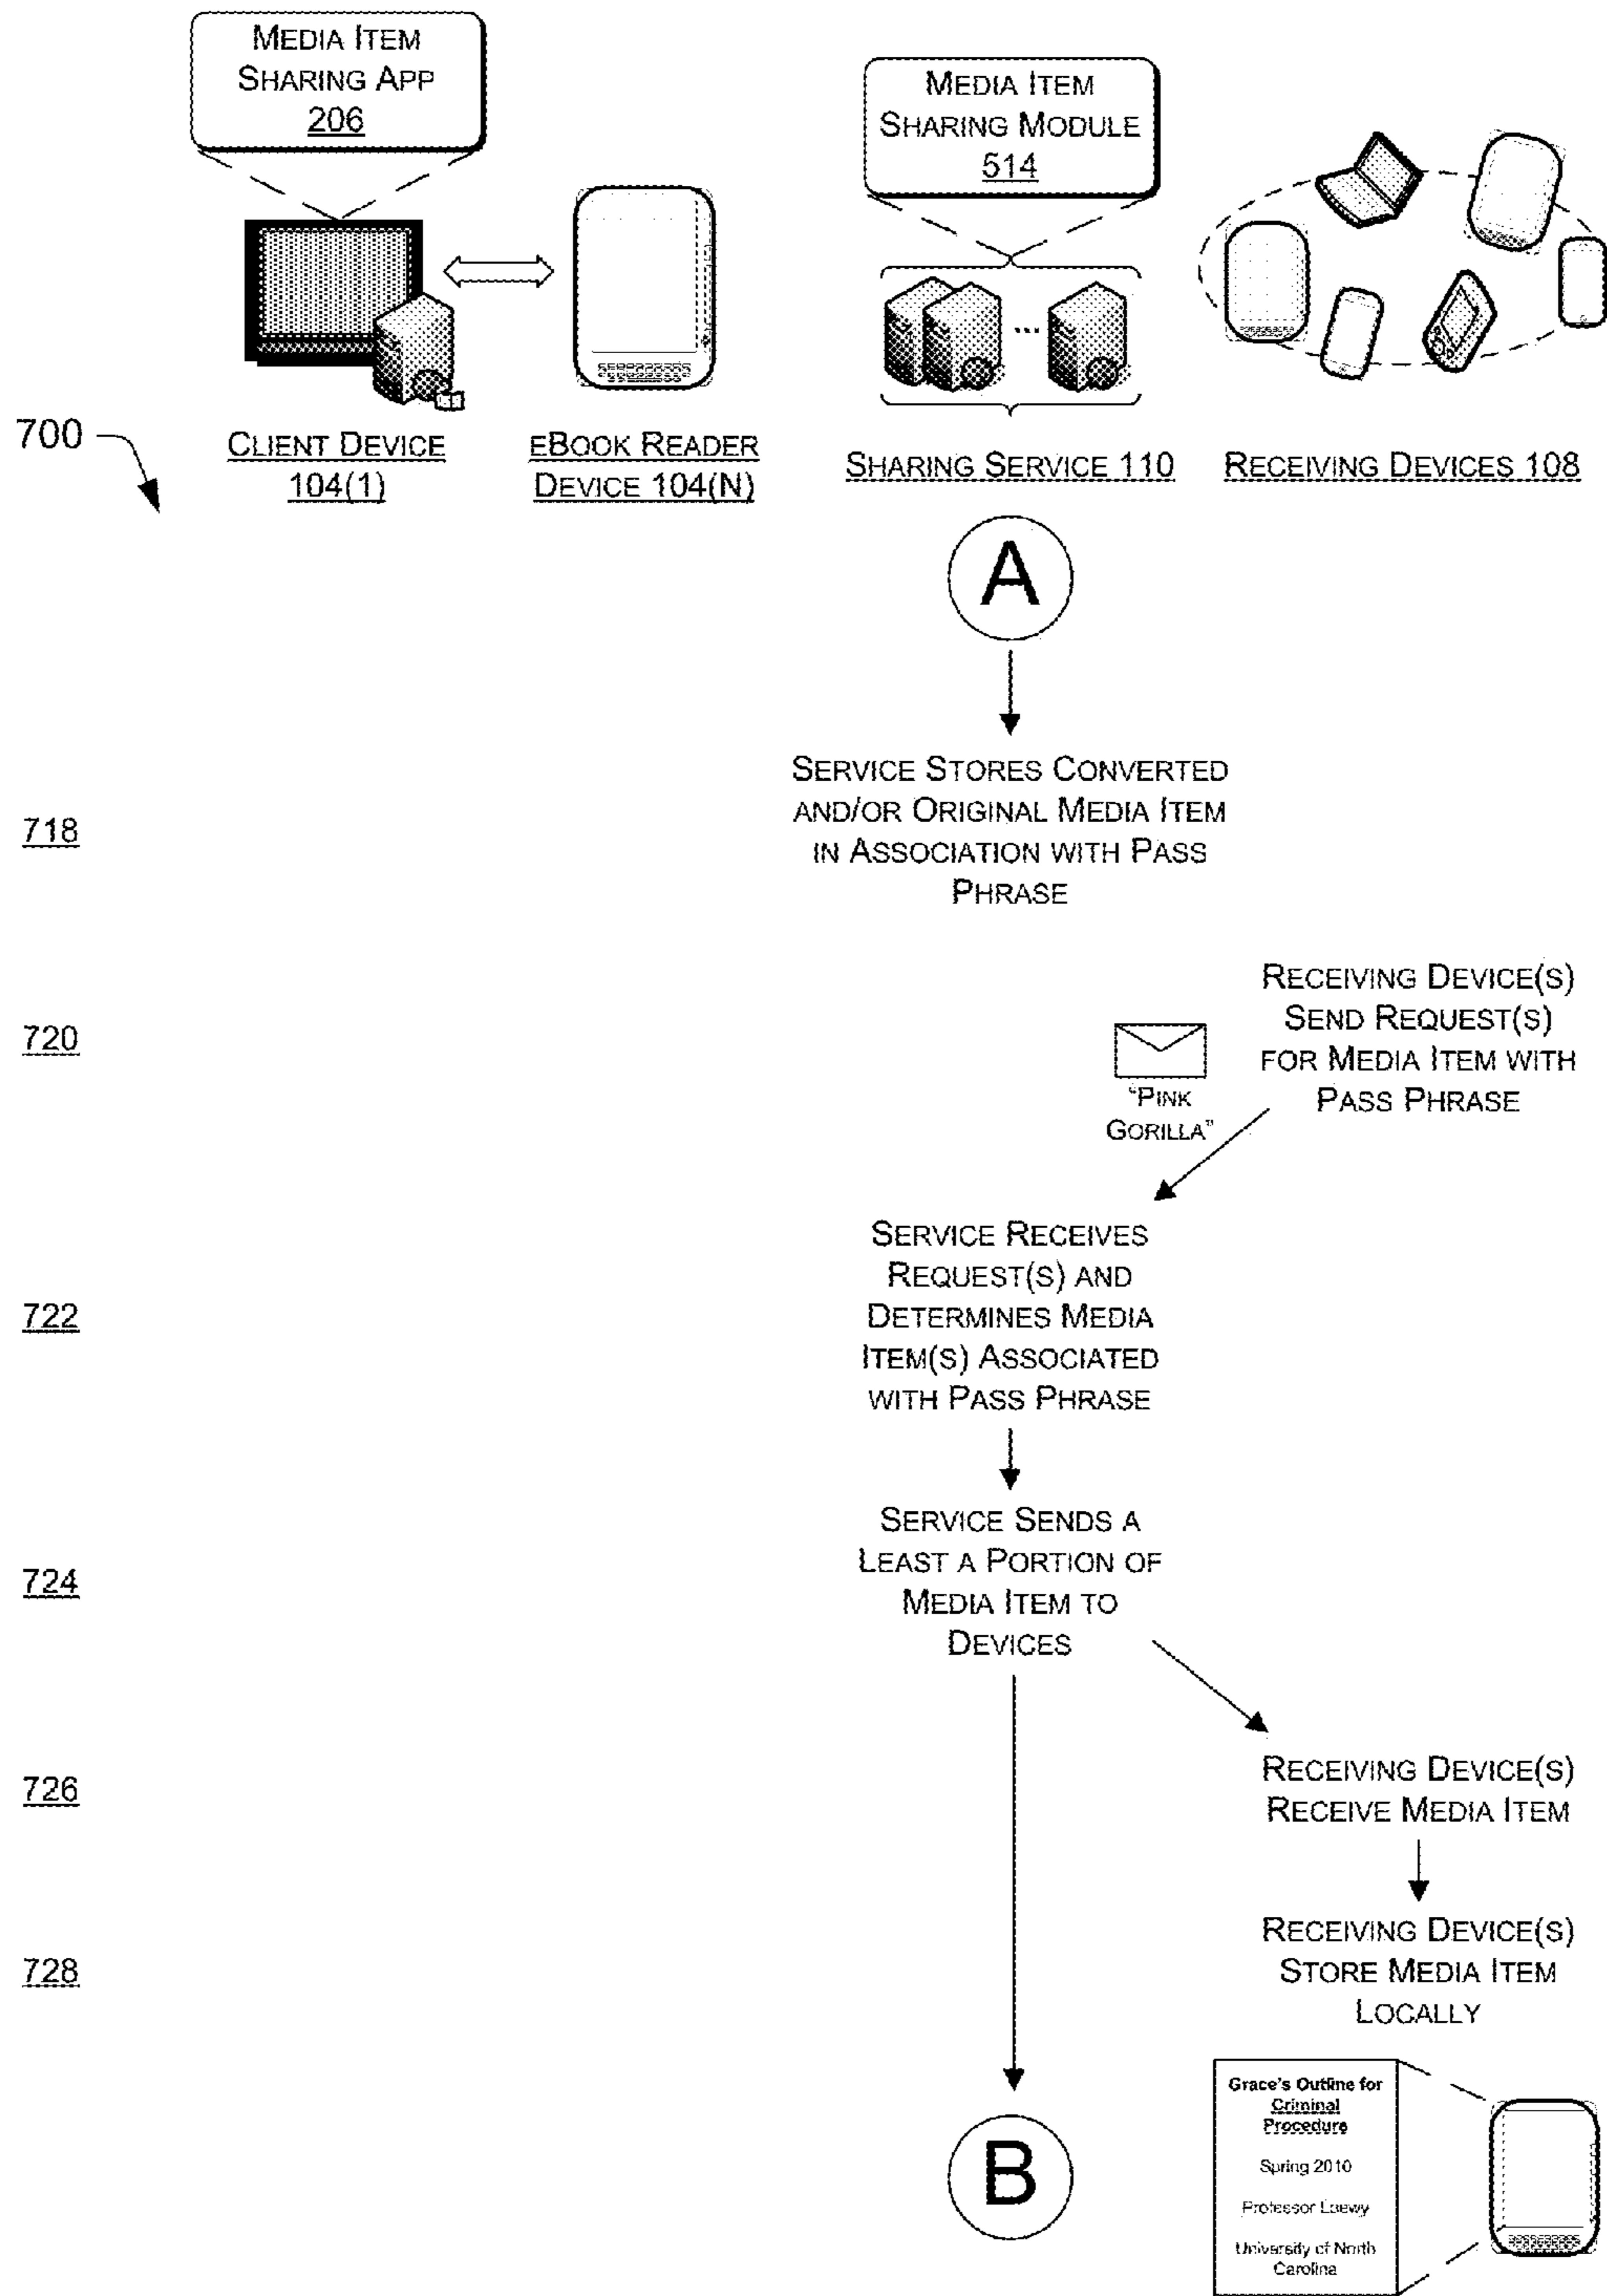 MEDIA ITEM
SHARING APP
206
MEDIA ITEM
SHARING MODULE
514
700
CLIENT DEVICE
104(1)
EBOOK READER
DEVICE 104(N)
SHARING SERVICE 110
RECEIVING DEVICES 108
A
718
SERVICE STORES CONVERTED
AND/OR ORIGINAL MEDIA ITEM
IN ASSOCIATION WITH PASS
PHRASE
720
RECEIVING DEVICE(S)
SEND REQUEST(S)
FOR MEDIA ITEM WITH
PASS PHRASE
"PINK
GORILLA"
722
SERVICE RECEIVES
REQUEST(S) AND
DETERMINES MEDIA
ITEM(S) ASSOCIATED
WITH PASS PHRASE
724
SERVICE SENDS A
LEAST A PORTION OF
MEDIA ITEM TO
DEVICES
726
RECEIVING DEVICE(S)
RECEIVE MEDIA ITEM
728
RECEIVING DEVICE(S)
STORE MEDIA ITEM
LOCALLY
B
Grace's Outline for
Criminal
Procedure
Spring 2010
Professor Loewy
University of North
Carolina